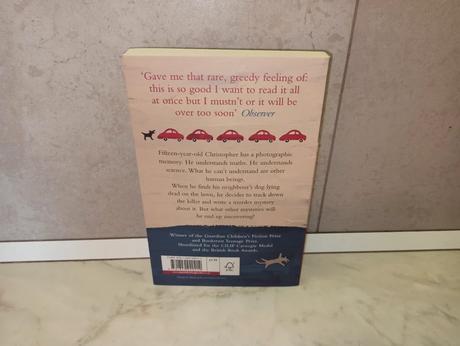 'Gave me that rare, greedy feeling of:
this is so good I want to read it all
at once but I mustn't or it will be
over too soon' Observer
Fifteen-year-old Christopher has a photographic
memory. He understands maths. He understands
science. What he can't understand are other
human beings.
When he finds his neighbour's dog lying
dead on the lawn, he decides to track down
the killer and write a murder mystery
about it. But what other mysteries will
he end up uncovering?
Winner of the Guardian Children's Fiction Prize
and Booktrust Teenage Prize
Shortlisted for the CILIP Carnegie Medal
and the British Book Awards
FSC